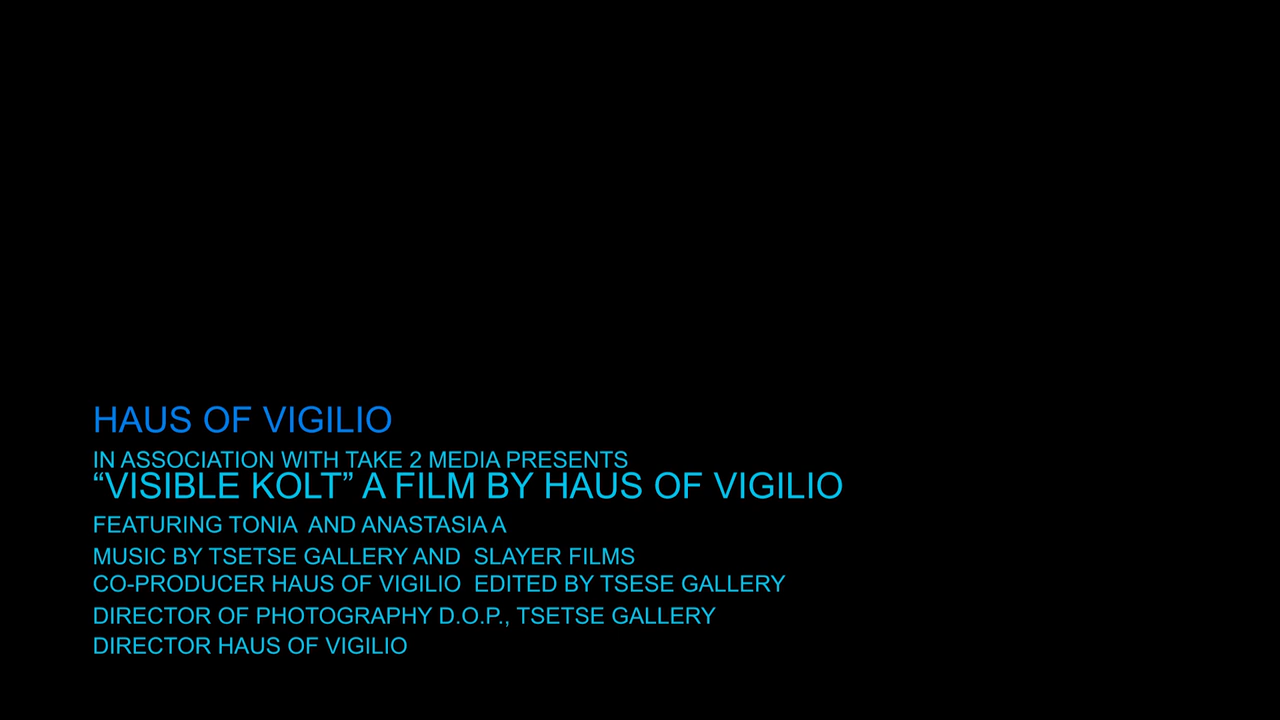 HAUS OF VIGILIO
IN ASSOCIATION WITH TAKE 2 MEDIA PRESENTS
“VISIBLE KOLT” A FILM BY HAUS OF VIGILIO
FEATURING TONIA  AND ANASTASIA A
MUSIC BY TSETSE GALLERY AND  SLAYER FILMS
CO-PRODUCER HAUS OF VIGILIO  EDITED BY TSESE GALLERY
DIRECTOR OF PHOTOGRAPHY D.O.P., TSETSE GALLERY
DIRECTOR HAUS OF VIGILIO